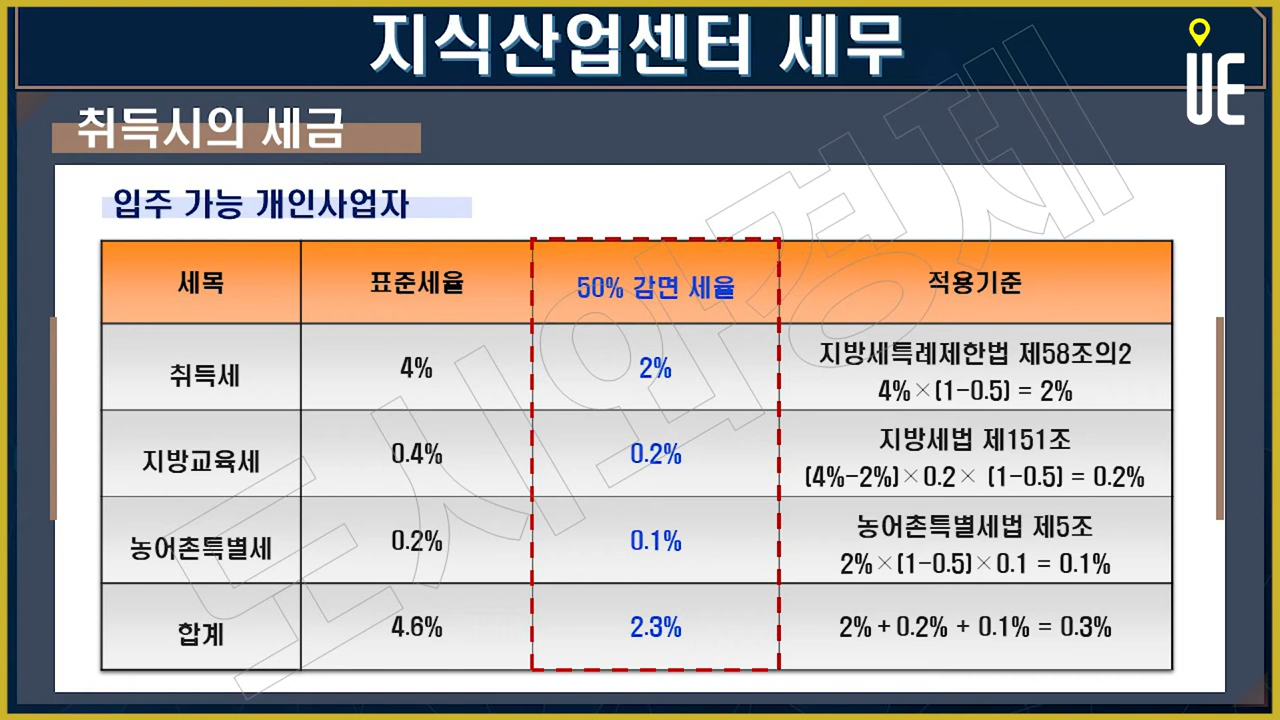 지식산업센터 세무
UE
취득시의 세금
입주 가능 개인사업자
세목 표준세율 50% 감면 세율 적용기준
취득세 4% 2% 지방세특례제한법 제58조의2
4%×(1-0.5) = 2%
지방교육세 0.4% 0.2% 지방세법 제151조
(4%-2%)×0.2× (1-0.5) = 0.2%
농어촌특별세 0.2% 0.1% 농어촌특별세법 제5조
2%×(1-0.5)×0.1 = 0.1%
합계 4.6% 2.3% 2% + 0.2% + 0.1% = 0.3%
도시와경제